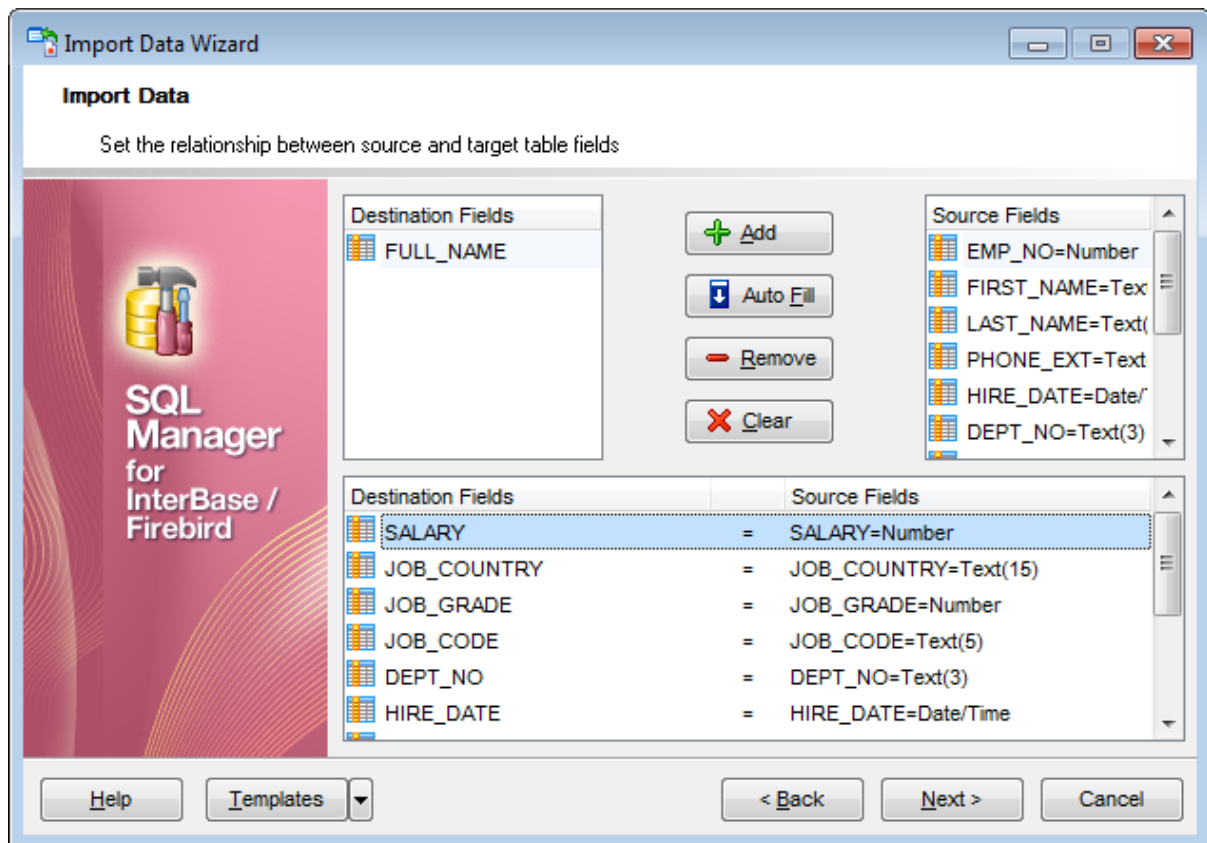 Import Data Wizard
Import Data
Set the relationship between source and target table fields
SQL
Manager
for
InterBase /
Firebird
Destination Fields
FULL_NAME
Add
Auto Fill
Remove
Clear
Source Fields
EMP_NO=Number
FIRST_NAME=Tex
LAST_NAME=Text(
PHONE_EXT=Text
HIRE_DATE=Date/
DEPT_NO=Text(3)
Destination Fields Source Fields
SALARY = SALARY=Number
JOB_COUNTRY = JOB_COUNTRY=Text(15)
JOB_GRADE = JOB_GRADE=Number
JOB_CODE = JOB_CODE=Text(5)
DEPT_NO = DEPT_NO=Text(3)
HIRE_DATE = HIRE_DATE=Date/Time
Help
Templates
< Back
Next >
Cancel